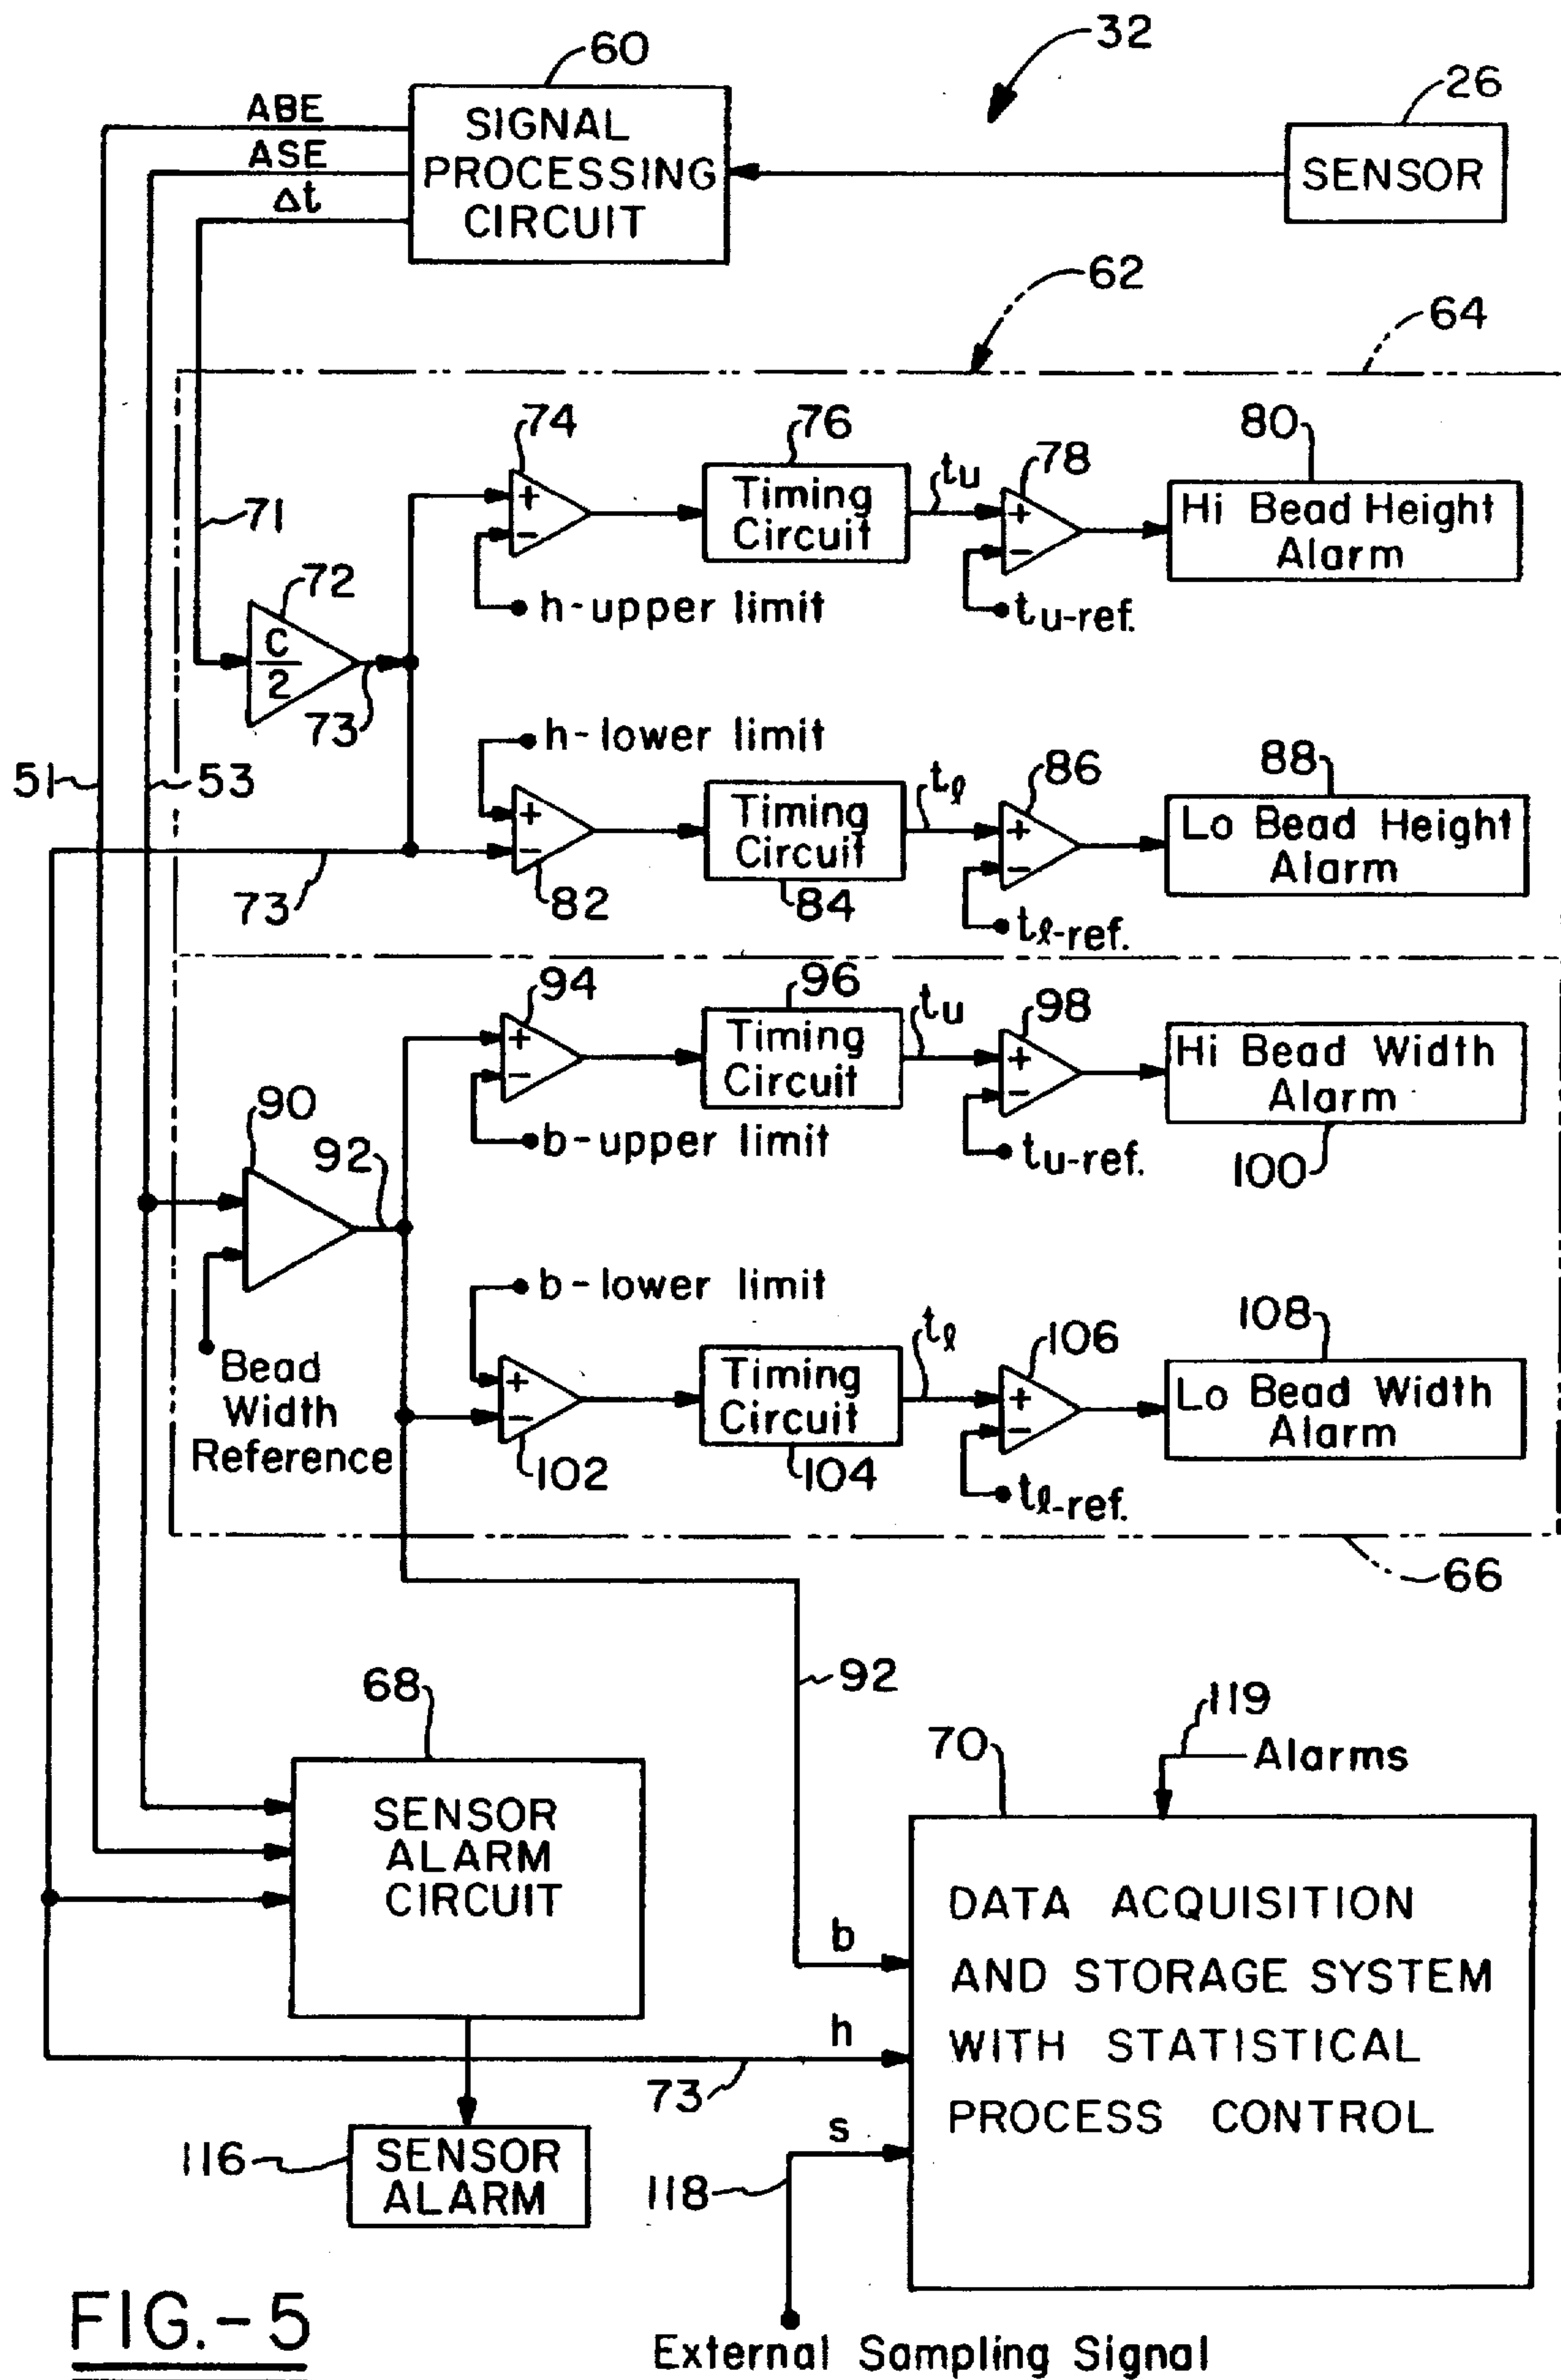 60
32
26
ABE
ASE
Δt
SIGNAL
PROCESSING
CIRCUIT
SENSOR
62
64
74
76
78
80
+
-
Timing
Circuit
tu
+
-
Hi Bead Height
Alarm
71
72
C
2
h-upper limit
tu-ref.
73
h-lower limit
51
53
86
88
+
-
Timing
Circuit
tℓ
+
-
Lo Bead Height
Alarm
73
82
84
tℓ-ref.
94
96
98
+
-
Timing
Circuit
tu
+
-
Hi Bead Width
Alarm
90
92
b-upper limit
tu-ref.
100
b-lower limit
Bead
Width
Reference
106
108
+
-
Timing
Circuit
tℓ
+
-
Lo Bead Width
Alarm
102
104
tℓ-ref.
66
92
68
70
119
Alarms
SENSOR
ALARM
CIRCUIT
b
h
s
DATA ACQUISITION
AND STORAGE SYSTEM
WITH STATISTICAL
PROCESS CONTROL
73
116
SENSOR
ALARM
118
FIG.-5
External Sampling Signal